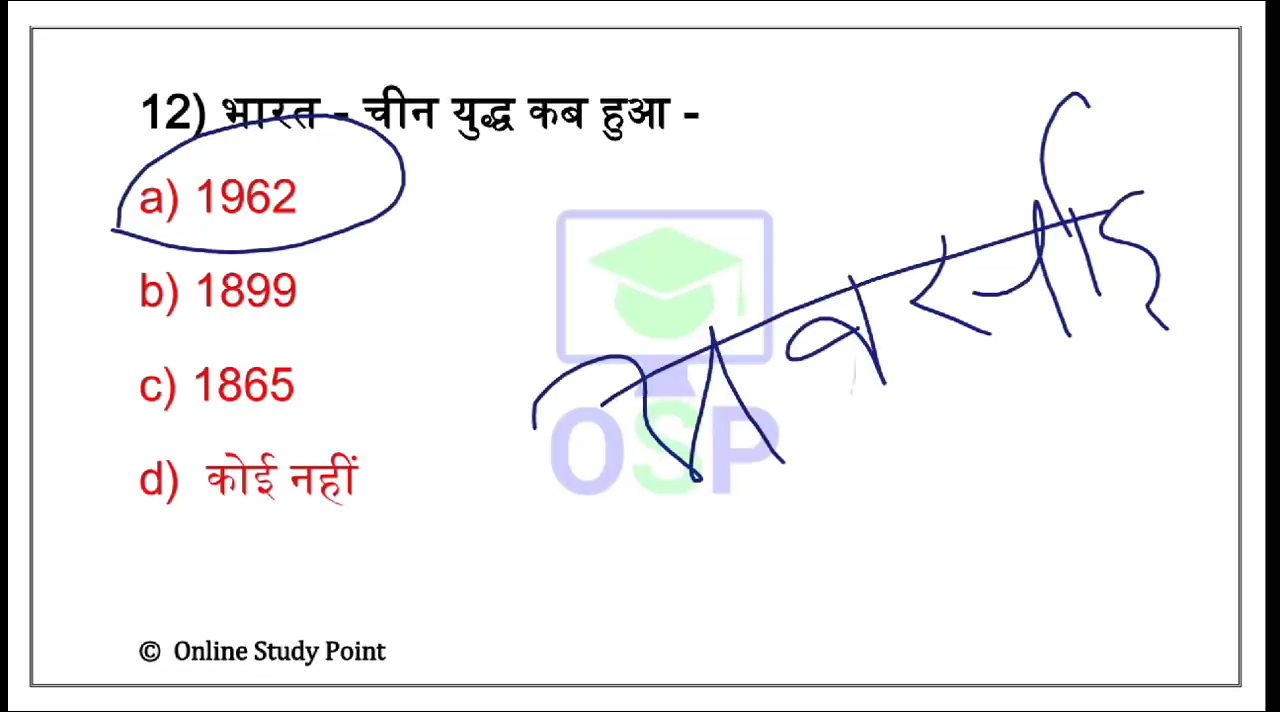 12) भारत - चीन युद्ध कब हुआ -
a) 1962
b) 1899
c) 1865
d) कोई नहीं
OSP
© Online Study Point